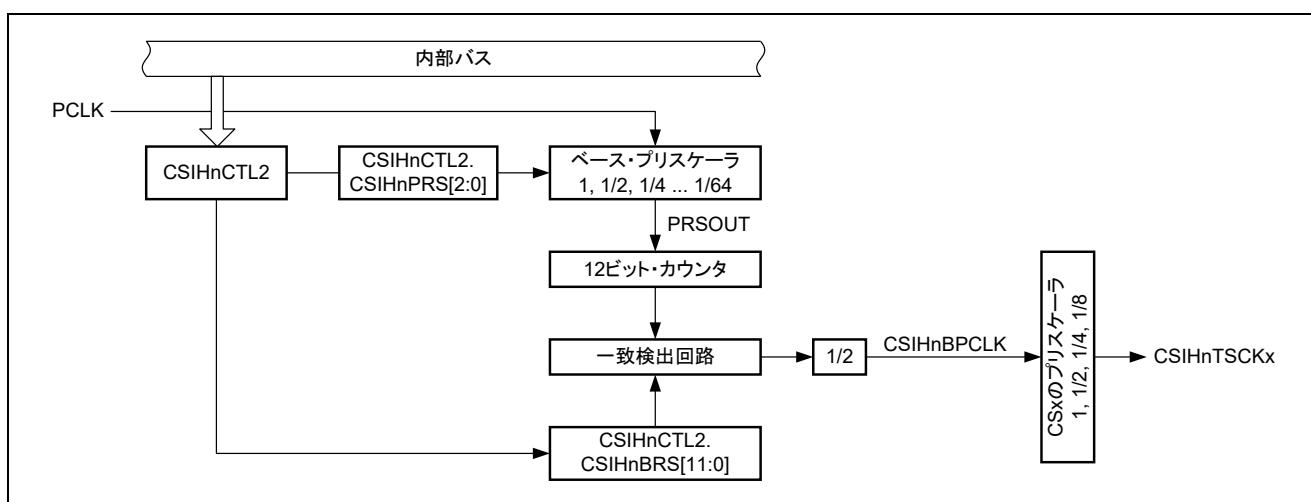 内部バス
PCLK
CSIHnCTL2
CSIHnCTL2.
CSIHnPRS[2:0]
ベース・プリスケーラ
1, 1/2, 1/4 ... 1/64
PRSOUT
12ビット・カウンタ
一致検出回路
1/2
CSIHnBPCLK
CSxのプリスケーラ
1, 1/2, 1/4, 1/8
CSIHnTSCKx
CSIHnCTL2.
CSIHnBRS[11:0]